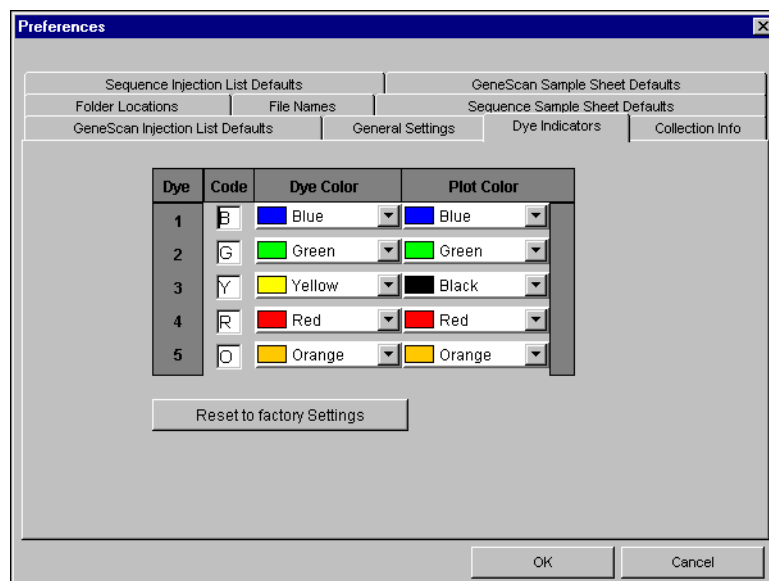 Preferences
Sequence Injection List Defaults GeneScan Sample Sheet Defaults
Folder Locations File Names Sequence Sample Sheet Defaults
GeneScan Injection List Defaults General Settings Dye Indicators Collection Info
Dye Code Dye Color Plot Color
1 B Blue Blue
2 G Green Green
3 Y Yellow Black
4 R Red Red
5 O Orange Orange
Reset to factory Settings
OK Cancel